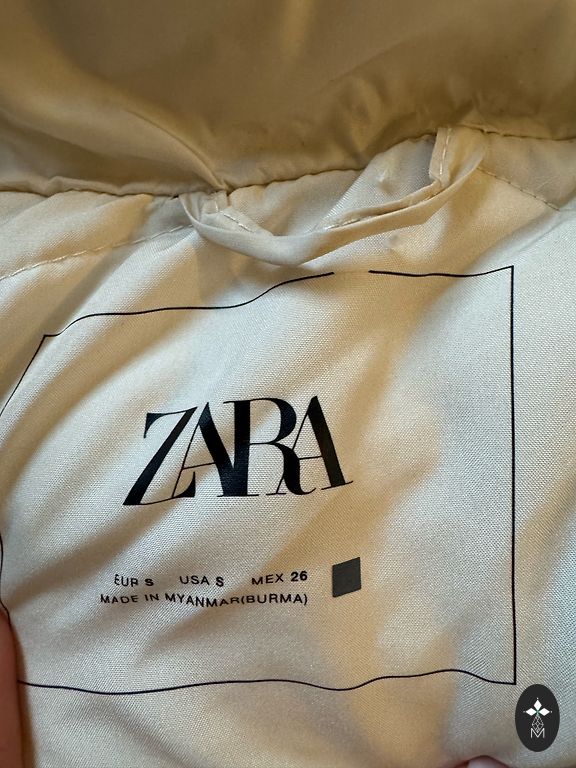 ZARA
EUR S USA S MEX 26
MADE IN MYANMAR(BURMA)
M